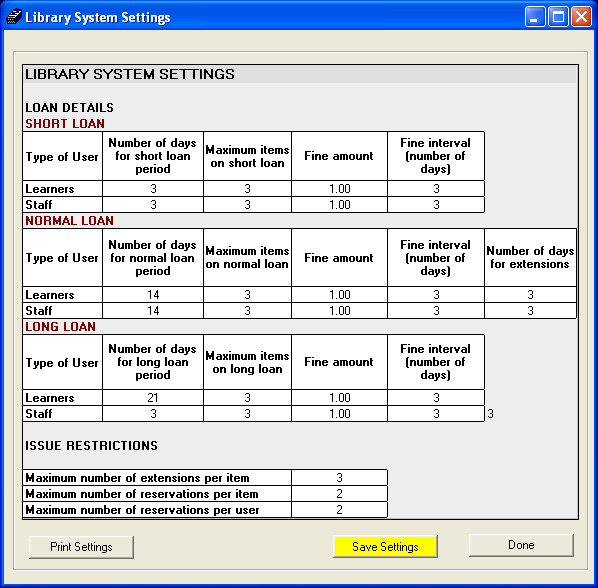 Library System Settings
LIBRARY SYSTEM SETTINGS
LOAN DETAILS
SHORT LOAN
Type of User Number of days for short loan period Maximum items on short loan Fine amount Fine interval (number of days)
Learners 3 3 1.00 3
Staff 3 3 1.00 3
NORMAL LOAN
Type of User Number of days for normal loan period Maximum items on normal loan Fine amount Fine interval (number of days) Number of days for extensions
Learners 14 3 1.00 3 3
Staff 14 3 1.00 3 3
LONG LOAN
Type of User Number of days for long loan period Maximum items on long loan Fine amount Fine interval (number of days)
Learners 21 3 1.00 3
Staff 3 3 1.00 3 3
ISSUE RESTRICTIONS
Maximum number of extensions per item 3
Maximum number of reservations per item 2
Maximum number of reservations per user 2
Print Settings Save Settings Done